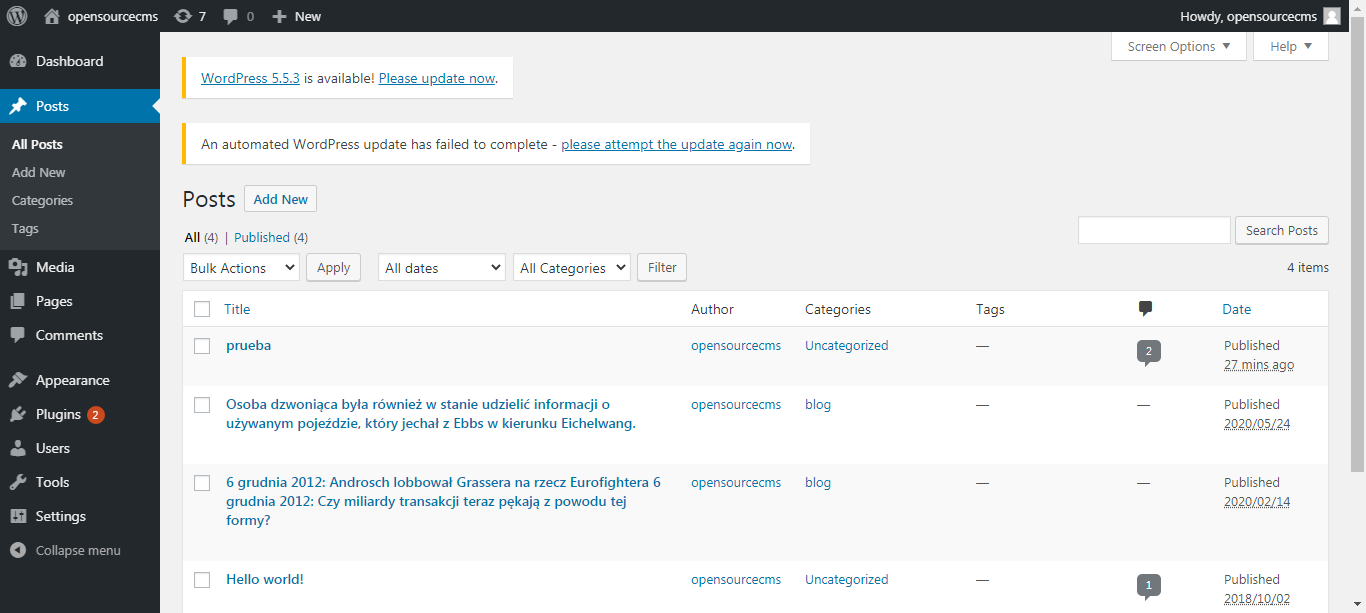 opensourcecms 7 0 New Howdy, opensourcecms
Screen Options Help
Dashboard
Posts
All Posts
Add New
Categories
Tags
Media
Pages
Comments
Appearance
Plugins 2
Users
Tools
Settings
Collapse menu
WordPress 5.5.3 is available! Please update now.
An automated WordPress update has failed to complete - please attempt the update again now.
Posts Add New
All (4) | Published (4)
Search Posts
Bulk Actions Apply All dates All Categories Filter 4 items
Title Author Categories Tags Date
prueba opensourcecms Uncategorized — 2 Published
27 mins ago
Osoba dzwoniąca była również w stanie udzielić informacji o opensourcecms blog — — Published
używanym pojeździe, który jechał z Ebbs w kierunku Eichelwang. 2020/05/24
6 grudnia 2012: Androsch lobbował Grassera na rzecz Eurofightera 6 opensourcecms blog — — Published
grudnia 2012: Czy miliardy transakcji teraz pękają z powodu tej 2020/02/14
formy?
Hello world! opensourcecms Uncategorized — 1 Published
2018/10/02